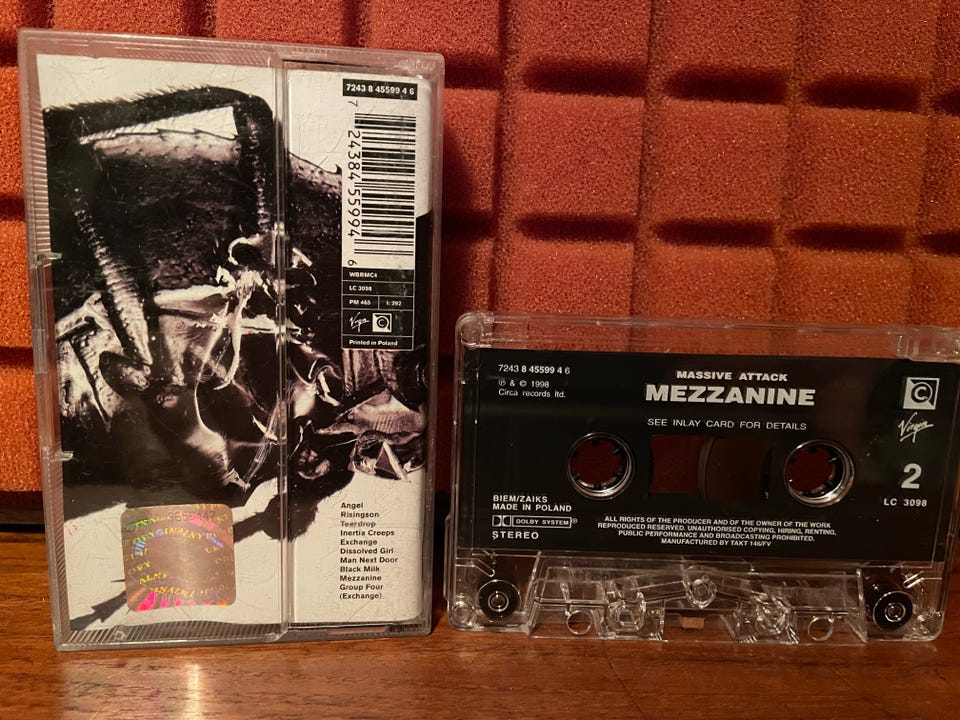 7243 8 45599 4 6
7 24384 55994 6
WBRMC4
LC 3098
PM 465 I: 292
Virgin
Printed in Poland
Angel
Risingson
Teardrop
Inertia Creeps
Exchange
Dissolved Girl
Man Next Door
Black Milk
Mezzanine
Group Four
(Exchange)
ORYGINALNY
7243 8 45599 4 6
℗ & © 1998
Circa records ltd.
MASSIVE ATTACK
MEZZANINE
SEE INLAY CARD FOR DETAILS
Virgin
2
LC 3098
BIEM/ZAIKS
MADE IN POLAND
DOLBY SYSTEM®
STEREO
ALL RIGHTS OF THE PRODUCER AND OF THE OWNER OF THE WORK
REPRODUCED RESERVED. UNAUTHORISED COPYING, HIRING, RENTING,
PUBLIC PERFORMANCE AND BROADCASTING PROHIBITED.
MANUFACTURED BY TAKT 146/FV